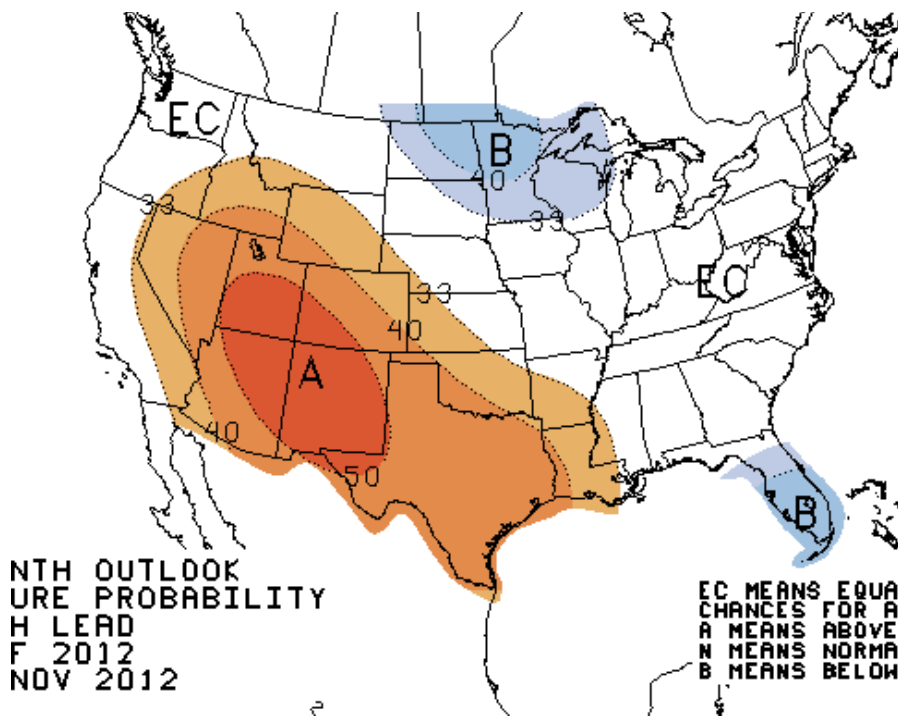 EC
B
40
33
33
EC
33
40
A
40
50
B
NTH OUTLOOK
URE PROBABILITY
H LEAD
F 2012
NOV 2012
EC MEANS EQUA
CHANCES FOR A
A MEANS ABOVE
N MEANS NORMA
B MEANS BELOW